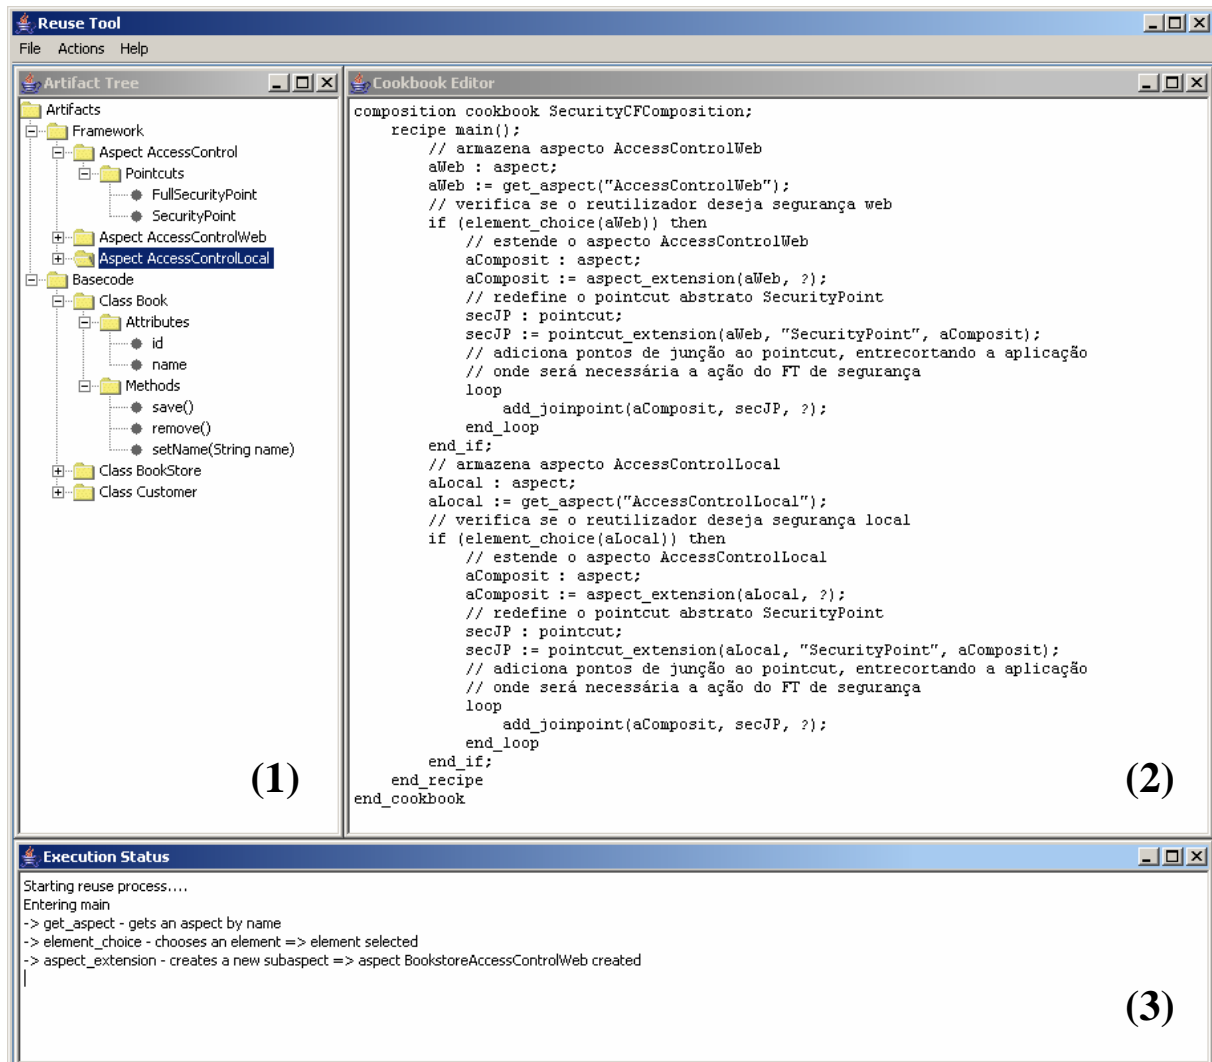 Reuse Tool
File Actions Help
Artifact Tree
Artifacts
Framework
Aspect AccessControl
Pointcuts
FullSecurityPoint
SecurityPoint
Aspect AccessControlWeb
Aspect AccessControlLocal
Basecode
Class Book
Attributes
id
name
Methods
save()
remove()
setName(String name)
Class BookStore
Class Customer
(1)
Cookbook Editor
composition cookbook SecurityCFComposition;
    recipe main();
        // armazena aspecto AccessControlWeb
        aWeb : aspect;
        aWeb := get_aspect("AccessControlWeb");
        // verifica se o reutilizador deseja segurança web
        if (element_choice(aWeb)) then
            // estende o aspecto AccessControlWeb
            aComposit : aspect;
            aComposit := aspect_extension(aWeb, ?);
            // redefine o pointcut abstrato SecurityPoint
            secJP : pointcut;
            secJP := pointcut_extension(aWeb, "SecurityPoint", aComposit);
            // adiciona pontos de junção ao pointcut, entrecortando a aplicação
            // onde será necessária a ação do FT de segurança
            loop
                add_joinpoint(aComposit, secJP, ?);
            end_loop
        end_if;
        // armazena aspecto AccessControlLocal
        aLocal : aspect;
        aLocal := get_aspect("AccessControlLocal");
        // verifica se o reutilizador deseja segurança local
        if (element_choice(aLocal)) then
            // estende o aspecto AccessControlLocal
            aComposit : aspect;
            aComposit := aspect_extension(aLocal, ?);
            // redefine o pointcut abstrato SecurityPoint
            secJP : pointcut;
            secJP := pointcut_extension(aLocal, "SecurityPoint", aComposit);
            // adiciona pontos de junção ao pointcut, entrecortando a aplicação
            // onde será necessária a ação do FT de segurança
            loop
                add_joinpoint(aComposit, secJP, ?);
            end_loop
        end_if;
    end_recipe
end_cookbook
(2)
Execution Status
Starting reuse process....
Entering main
-> get_aspect - gets an aspect by name
-> element_choice - chooses an element => element selected
-> aspect_extension - creates a new subaspect => aspect BookstoreAccessControlWeb created
(3)